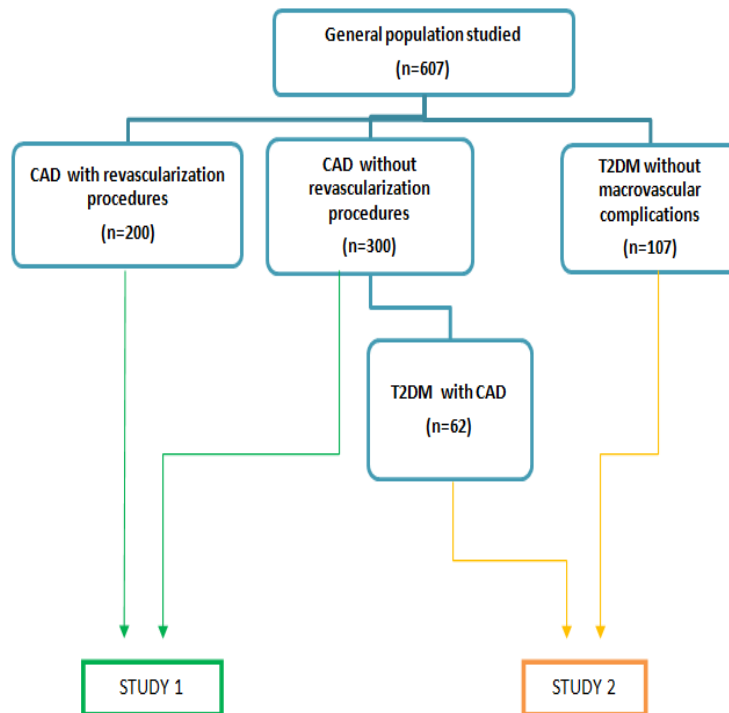 General population studied
(n=607)
CAD with revascularization
procedures
(n=200)
CAD without
revascularization
procedures
(n=300)
T2DM without
macrovascular
complications
(n=107)
T2DM with CAD
(n=62)
STUDY 1
STUDY 2